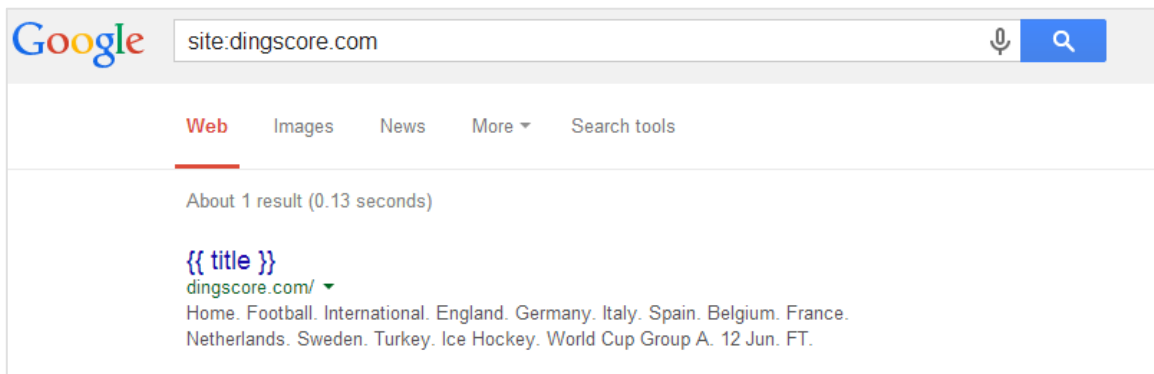 Google
site:dingscore.com
Web Images News More Search tools
About 1 result (0.13 seconds)
{{ title }}
dingscore.com/
Home. Football. International. England. Germany. Italy. Spain. Belgium. France.
Netherlands. Sweden. Turkey. Ice Hockey. World Cup Group A. 12 Jun. FT.